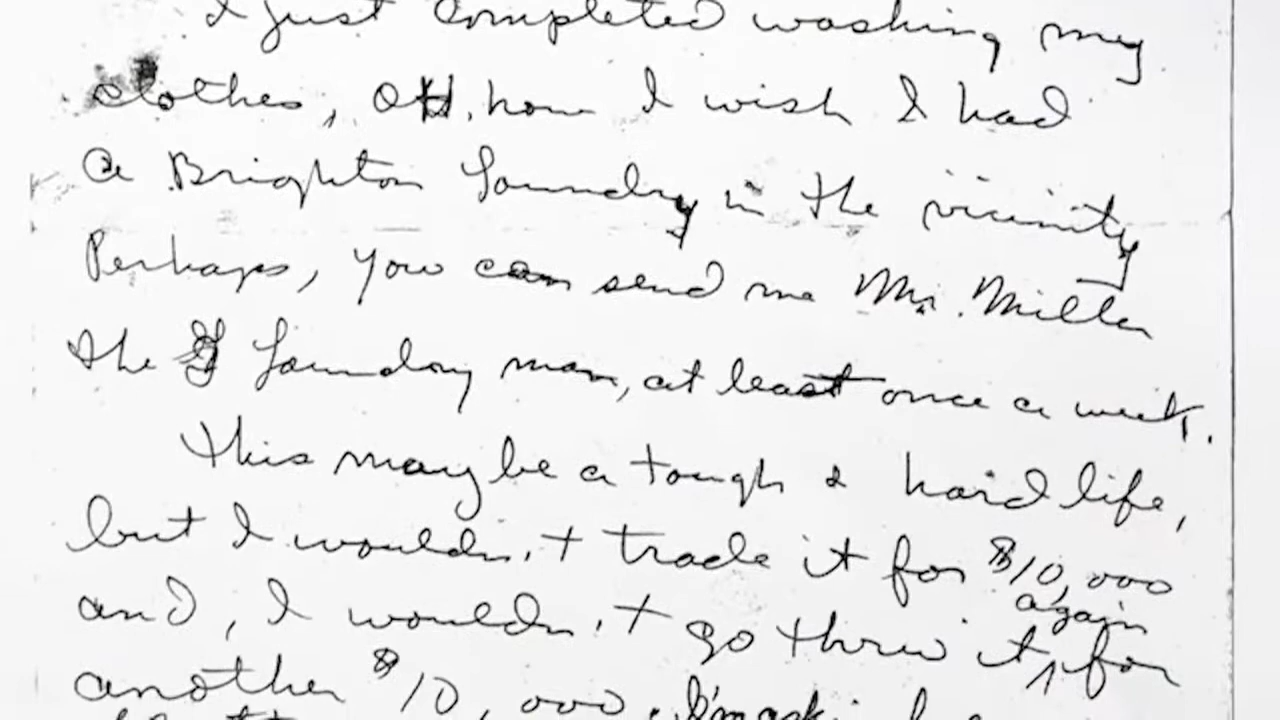 I just completed washing my
clothes, OH, how I wish I had
a Brighton laundry in the vicinity
Perhaps, you can send me Mr. Miller
the laundry man, at least once a week.
This may be a tough & hard life,
but I wouldn't trade it for $10,000
and, I wouldn't go threw it again for
another $10,000.